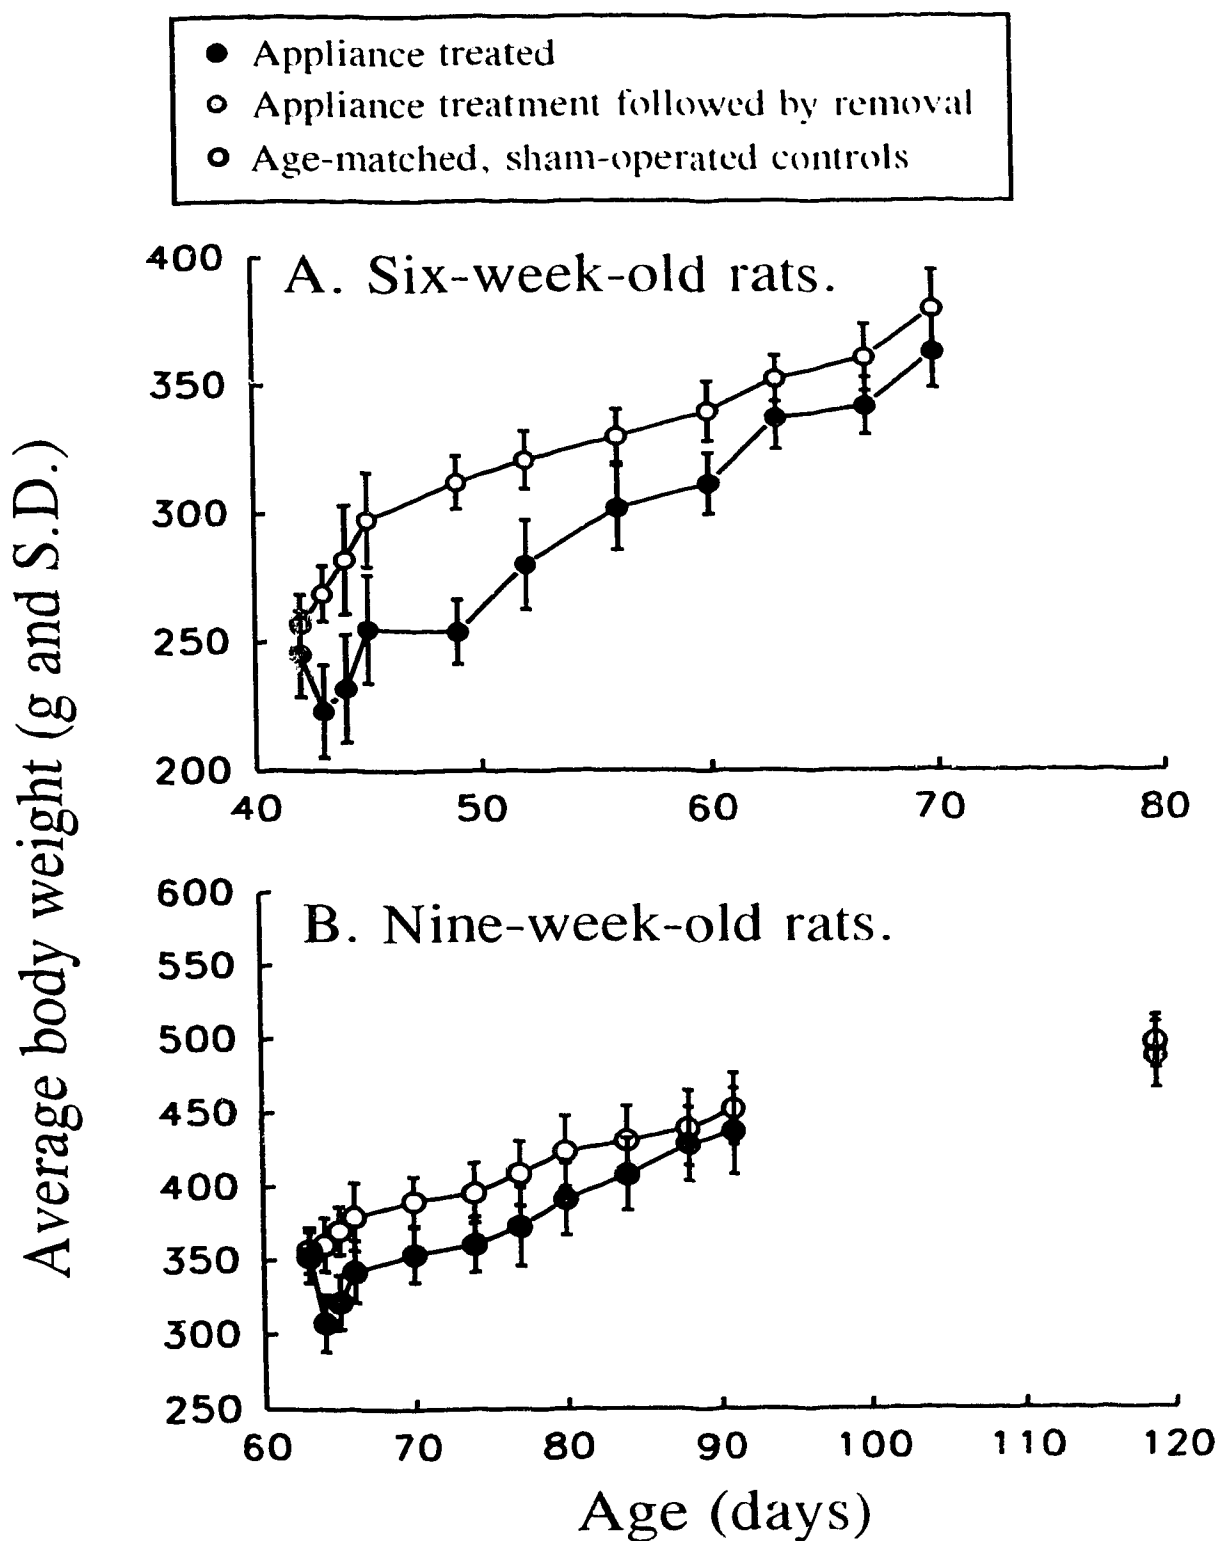 Appliance treated
Appliance treatment followed by removal
Age-matched, sham-operated controls
Average body weight (g and S.D.)
A. Six-week-old rats.
400
350
300
250
200
40 50 60 70 80
B. Nine-week-old rats.
600
550
500
450
400
350
300
250
60 70 80 90 100 110 120
Age (days)